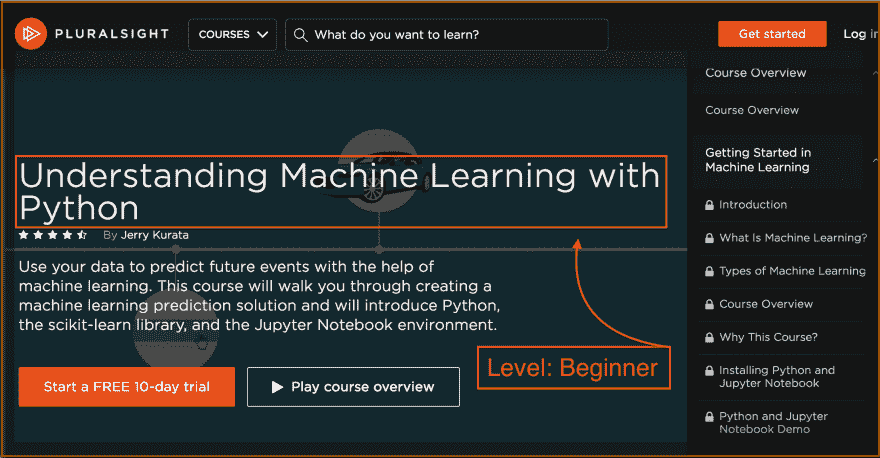 PLURALSIGHT
COURSES
What do you want to learn?
Get started
Log in
Understanding Machine Learning with
Python
By Jerry Kurata
Use your data to predict future events with the help of
machine learning. This course will walk you through creating a
machine learning prediction solution and will introduce Python,
the scikit-learn library, and the Jupyter Notebook environment.
Start a FREE 10-day trial
Play course overview
Level: Beginner
Course Overview
Course Overview
Getting Started in
Machine Learning
Introduction
What Is Machine Learning?
Types of Machine Learning
Course Overview
Why This Course?
Installing Python and
Jupyter Notebook
Python and Jupyter
Notebook Demo